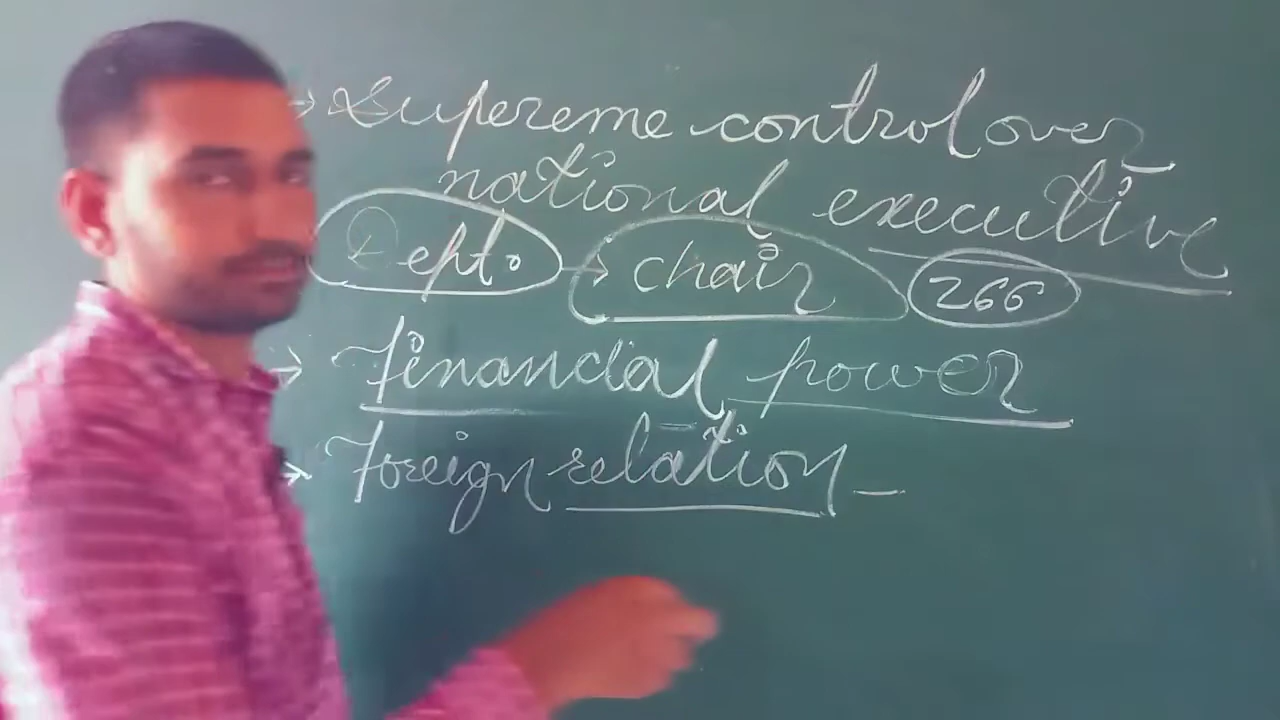 → Supereme control over
national executive
Dept. → chair 266
→ Financial power
→ Foreign relation -